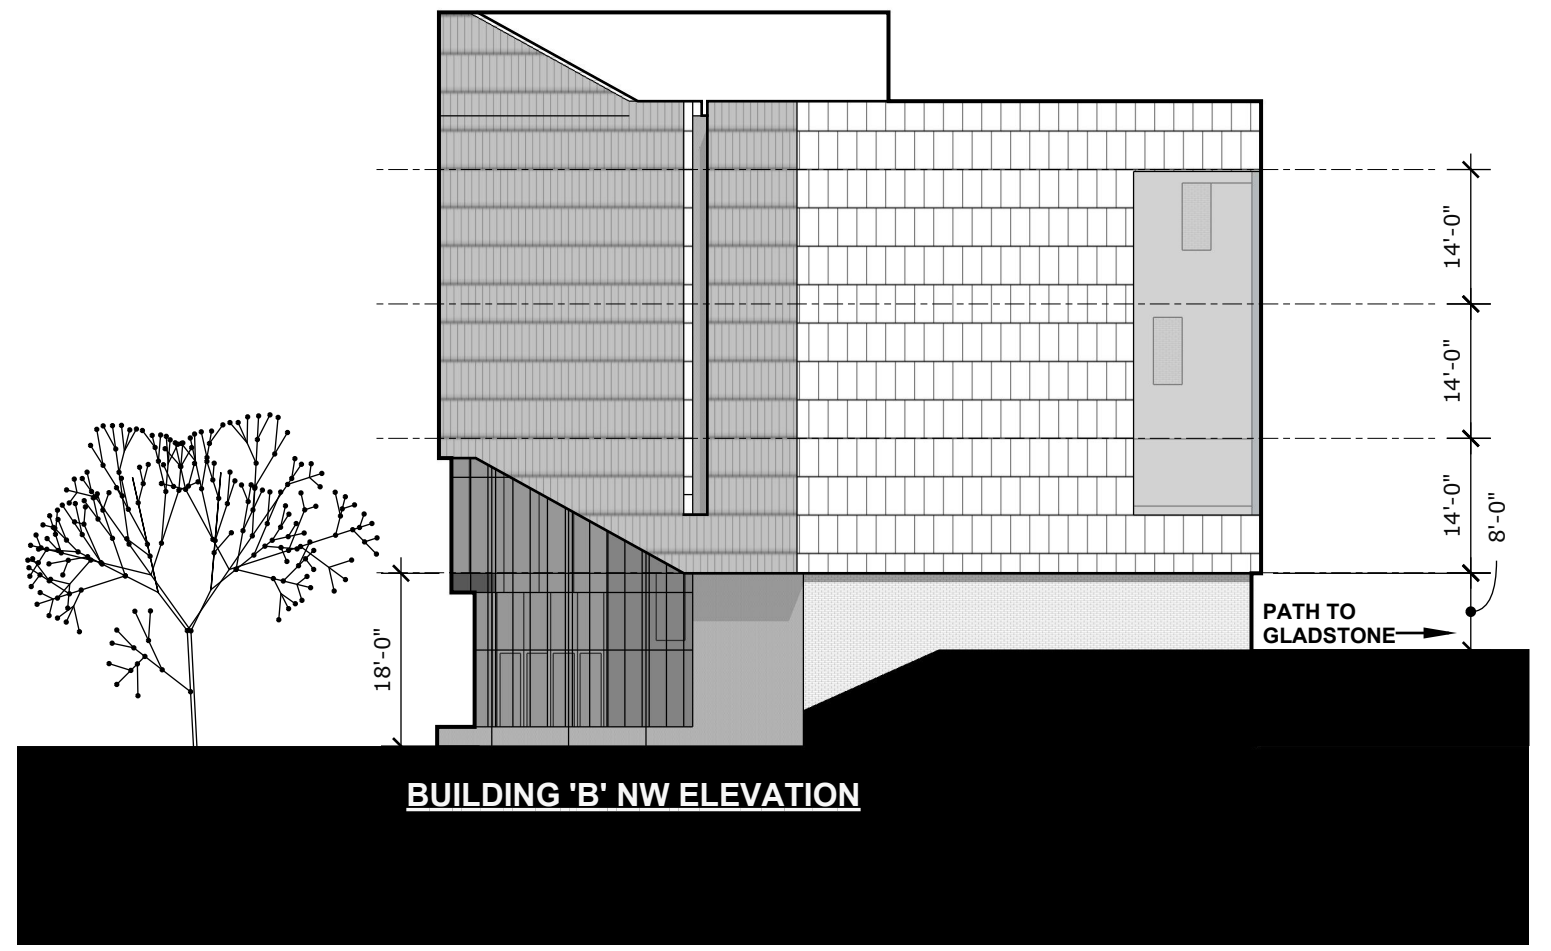 14'-0"
14'-0"
14'-0"
8'-0"
PATH TO
GLADSTONE
18'-0"
BUILDING 'B' NW ELEVATION